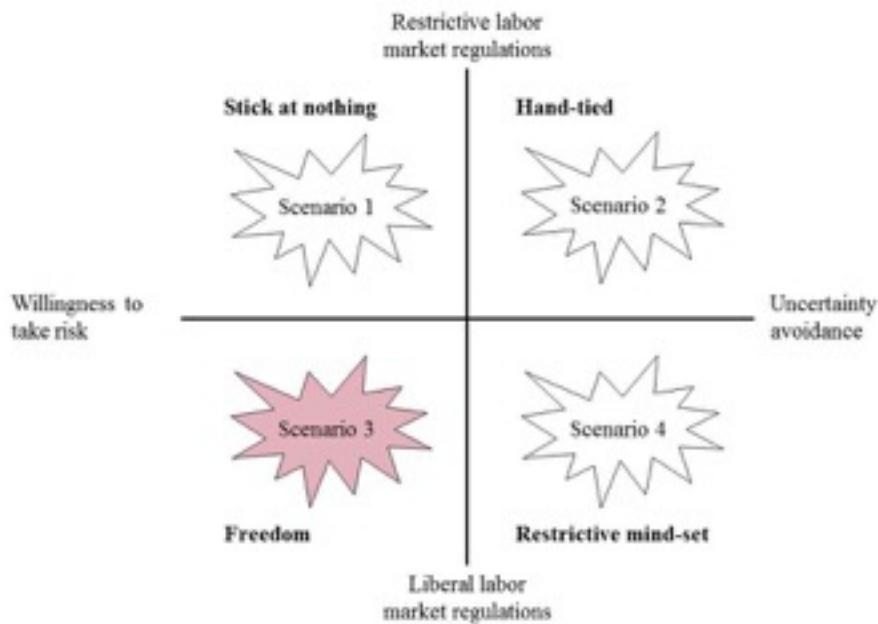 Restrictive labor
market regulations
Stick at nothing
Hand-tied
Scenario 1
Scenario 2
Willingness to
take risk
Uncertainty
avoidance
Scenario 3
Scenario 4
Freedom
Restrictive mind-set
Liberal labor
market regulations